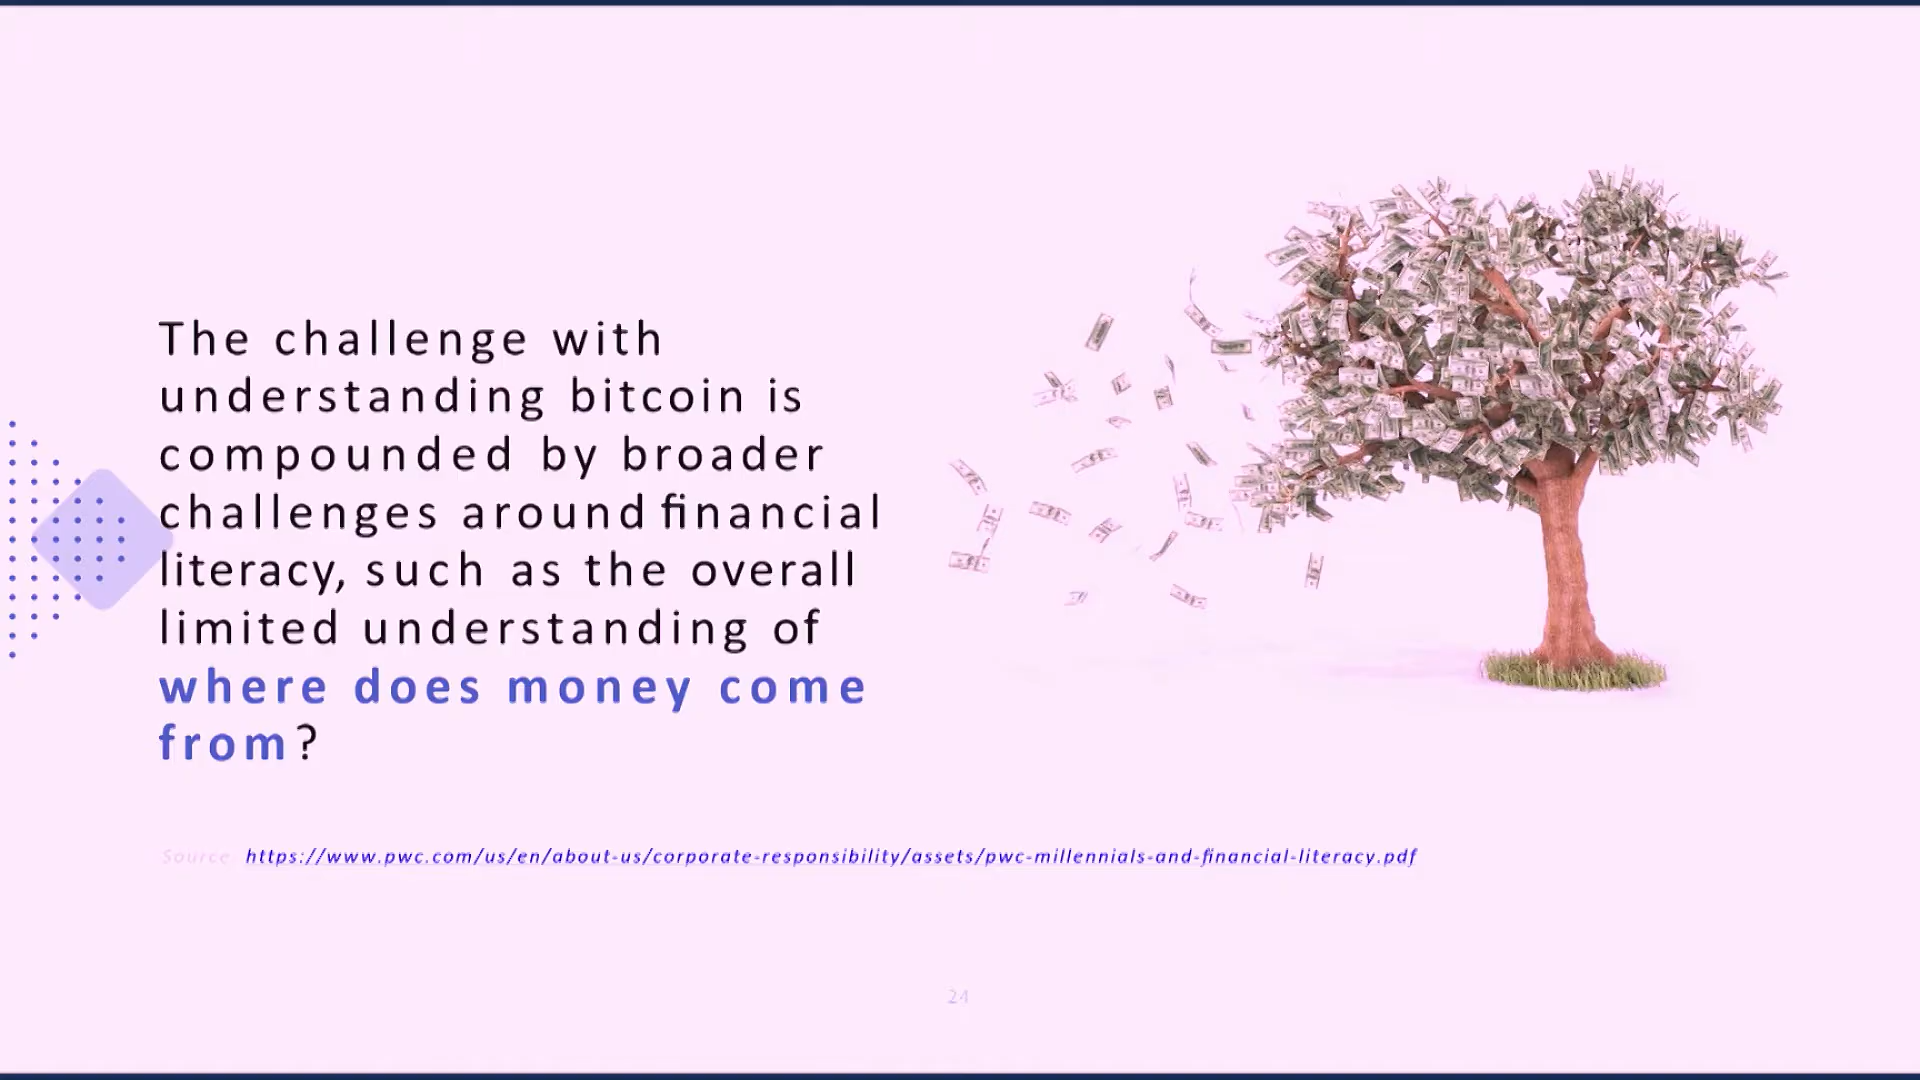 The challenge with
understanding bitcoin is
compounded by broader
challenges around financial
literacy, such as the overall
limited understanding of
where does money come
from?
Source: https://www.pwc.com/us/en/about-us/corporate-responsibility/assets/pwc-millennials-and-financial-literacy.pdf
24